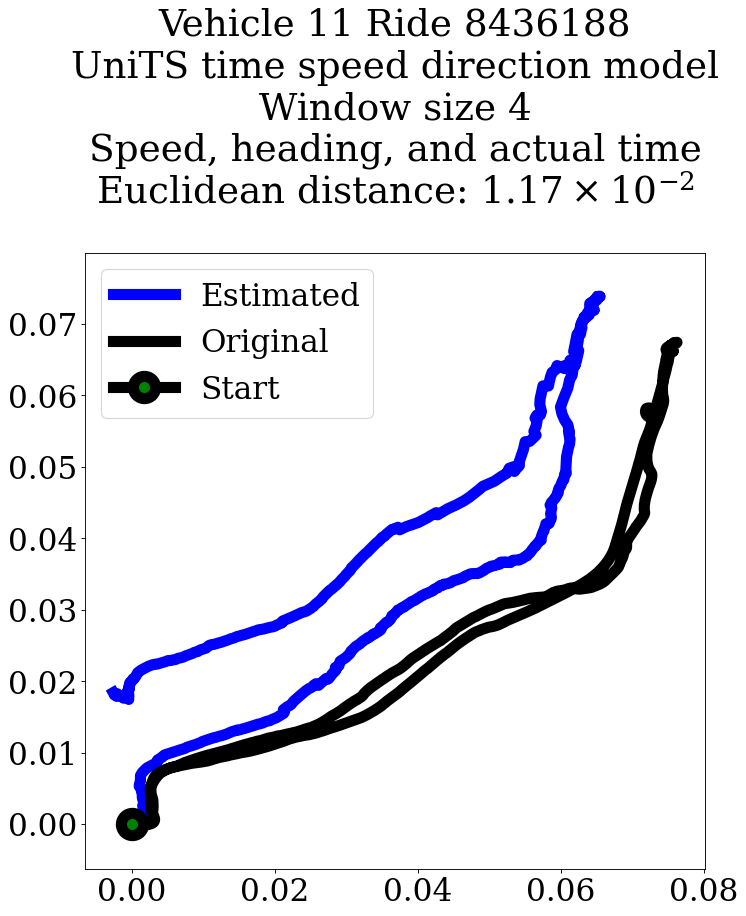 Vehicle 11 Ride 8436188
UniTS time speed direction model
Window size 4
Speed, heading, and actual time
Euclidean distance: 1.17 × 10⁻²
Estimated
Original
Start
0.07
0.06
0.05
0.04
0.03
0.02
0.01
0.00
0.00 0.02 0.04 0.06 0.08